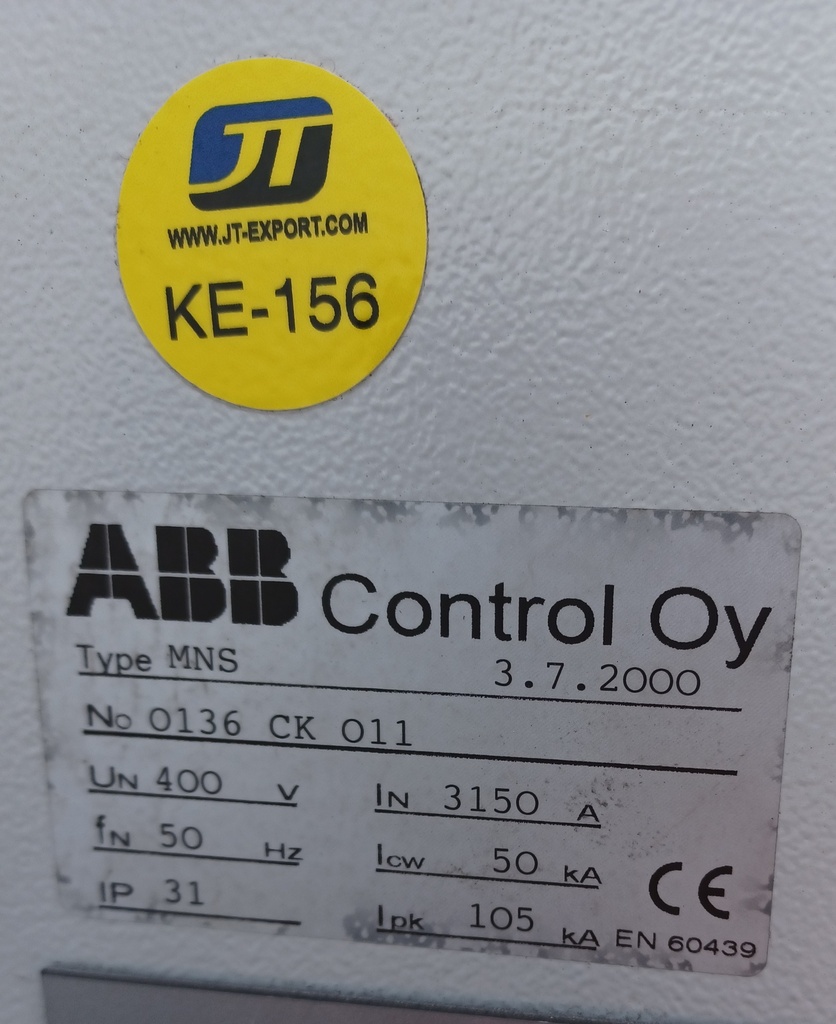 JT
WWW.JT-EXPORT.COM
KE-156
ABB Control Oy
Type MNS 3.7.2000
No 0136 CK 011
UN 400 V IN 3150 A
fN 50 Hz Icw 50 kA
IP 31 Ipk 105 kA
CE
EN 60439